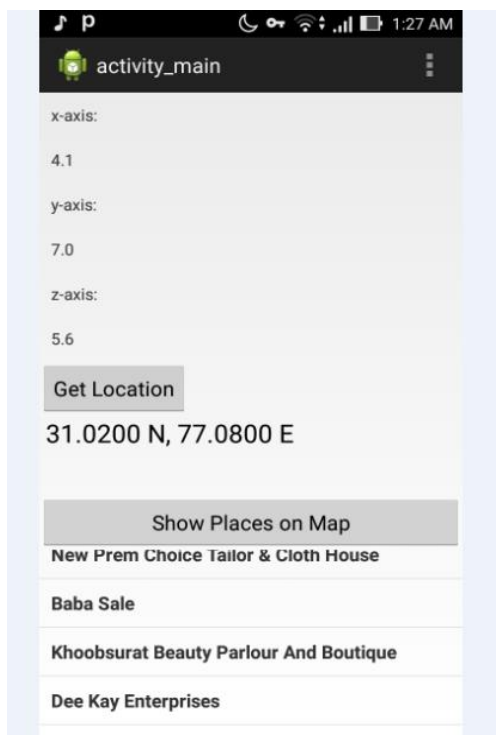 1:27 AM
activity_main
x-axis:
4.1
y-axis:
7.0
z-axis:
5.6
Get Location
31.0200 N, 77.0800 E
Show Places on Map
New Prem Choice Tailor & Cloth House
Baba Sale
Khoobsurat Beauty Parlour And Boutique
Dee Kay Enterprises